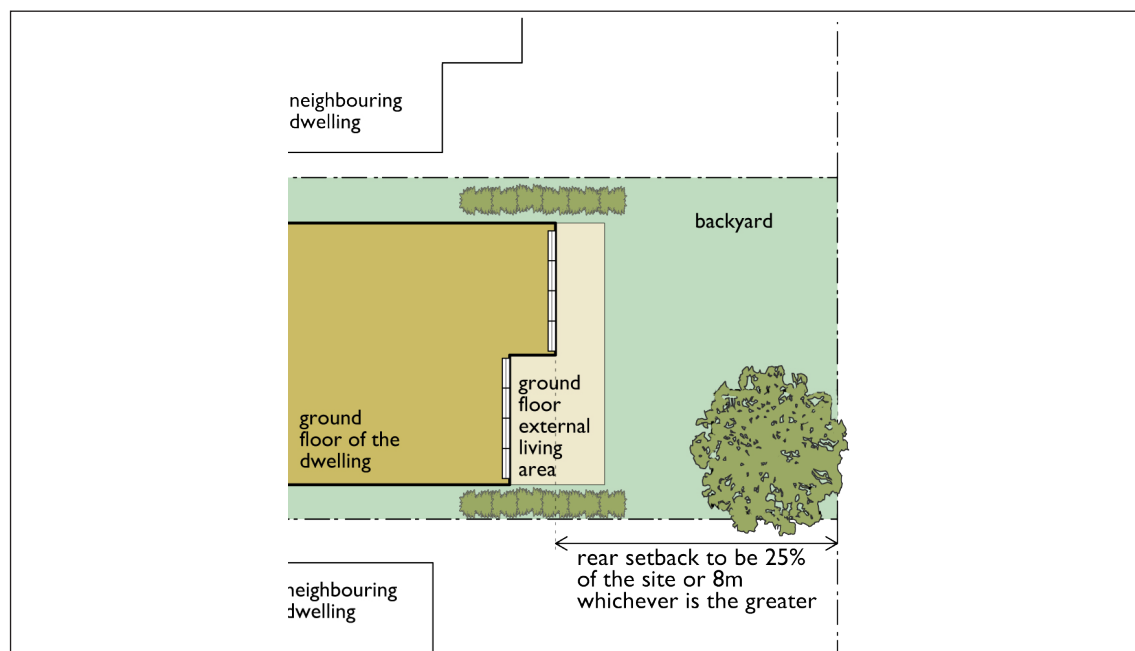 neighbouring
dwelling
backyard
ground
floor
external
living
area
ground
floor of the
dwelling
rear setback to be 25%
of the site or 8m
whichever is the greater
neighbouring
dwelling